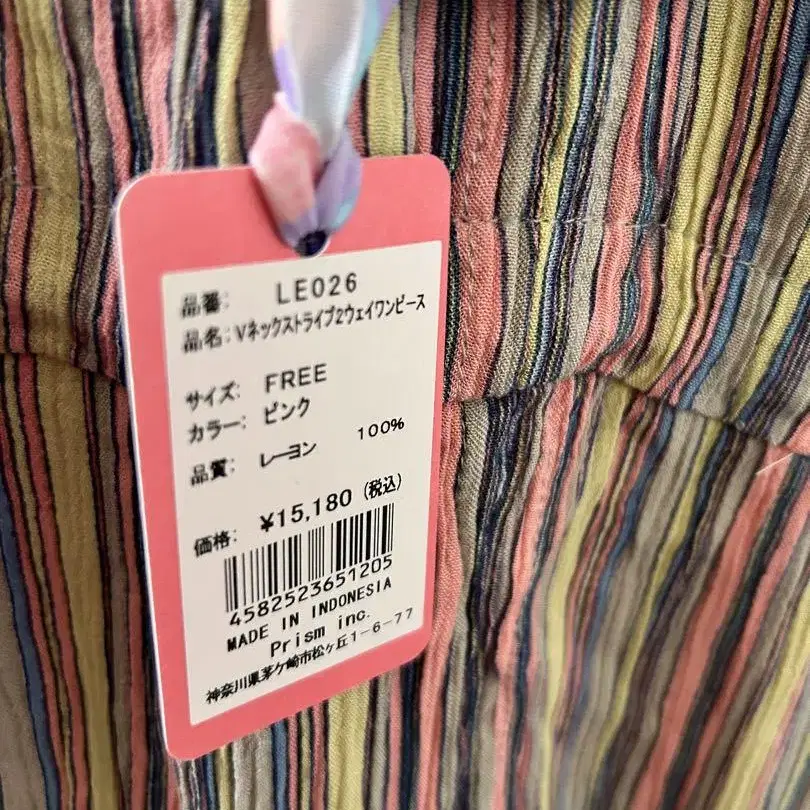 品番: LE026
品名:Vネックストライプ2ウェイワンピース
サイズ: FREE
カラー: ピンク
品質: レーヨン 100%
価格: ¥15,180 (税込)
4582523651205
MADE IN INDONESIA
Prism inc.
神奈川県茅ケ崎市松ヶ丘1-6-77